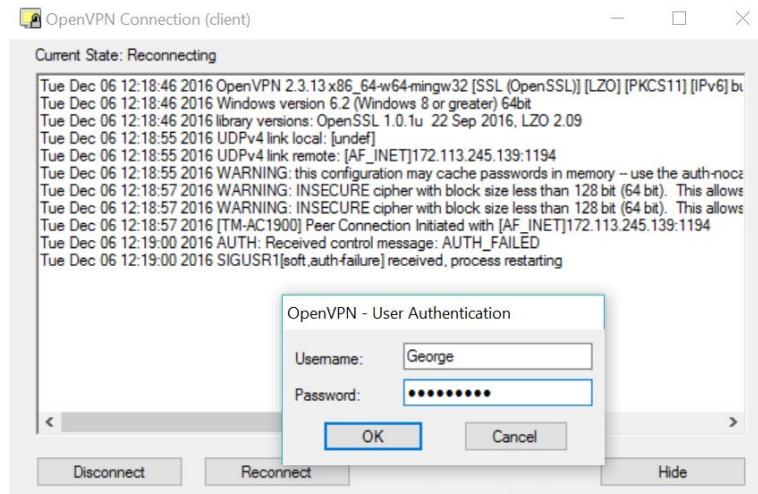 OpenVPN Connection (client)
Current State: Reconnecting
Tue Dec 06 12:18:46 2016 OpenVPN 2.3.13 x86_64-w64-mingw32 [SSL (OpenSSL)] [LZO] [PKCS11] [IPv6] bu
Tue Dec 06 12:18:46 2016 Windows version 6.2 (Windows 8 or greater) 64bit
Tue Dec 06 12:18:46 2016 library versions: OpenSSL 1.0.1u  22 Sep 2016, LZO 2.09
Tue Dec 06 12:18:55 2016 UDPv4 link local: [undef]
Tue Dec 06 12:18:55 2016 UDPv4 link remote: [AF_INET]172.113.245.139:1194
Tue Dec 06 12:18:55 2016 WARNING: this configuration may cache passwords in memory -- use the auth-noca
Tue Dec 06 12:18:57 2016 WARNING: INSECURE cipher with block size less than 128 bit (64 bit).  This allows
Tue Dec 06 12:18:57 2016 WARNING: INSECURE cipher with block size less than 128 bit (64 bit).  This allows
Tue Dec 06 12:18:57 2016 [TM-AC1900] Peer Connection Initiated with [AF_INET]172.113.245.139:1194
Tue Dec 06 12:19:00 2016 AUTH: Received control message: AUTH_FAILED
Tue Dec 06 12:19:00 2016 SIGUSR1[soft,auth-failure] received, process restarting
OpenVPN - User Authentication
Username: George
Password: •••••••••
OK Cancel
Disconnect Reconnect Hide